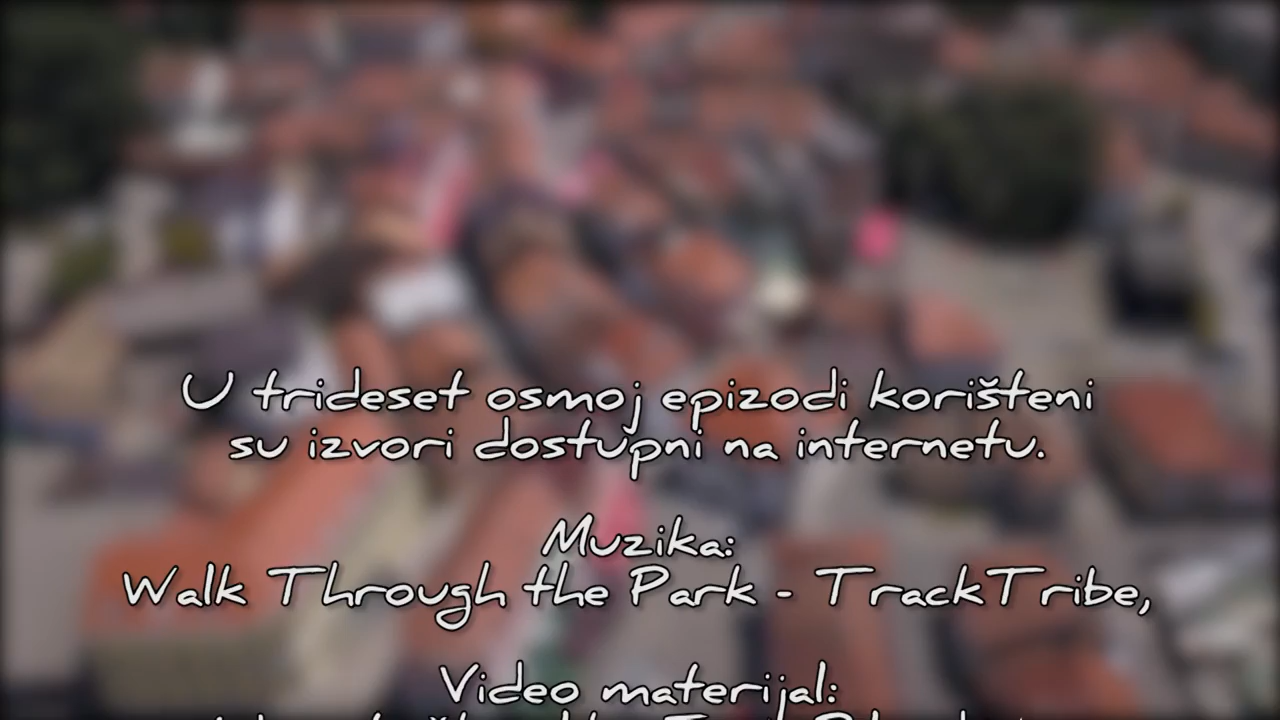 U trideset osmoj epizodi korišteni
su izvori dostupni na internetu.
Muzika:
Walk Through the Park - TrackTribe,
Video materijal: